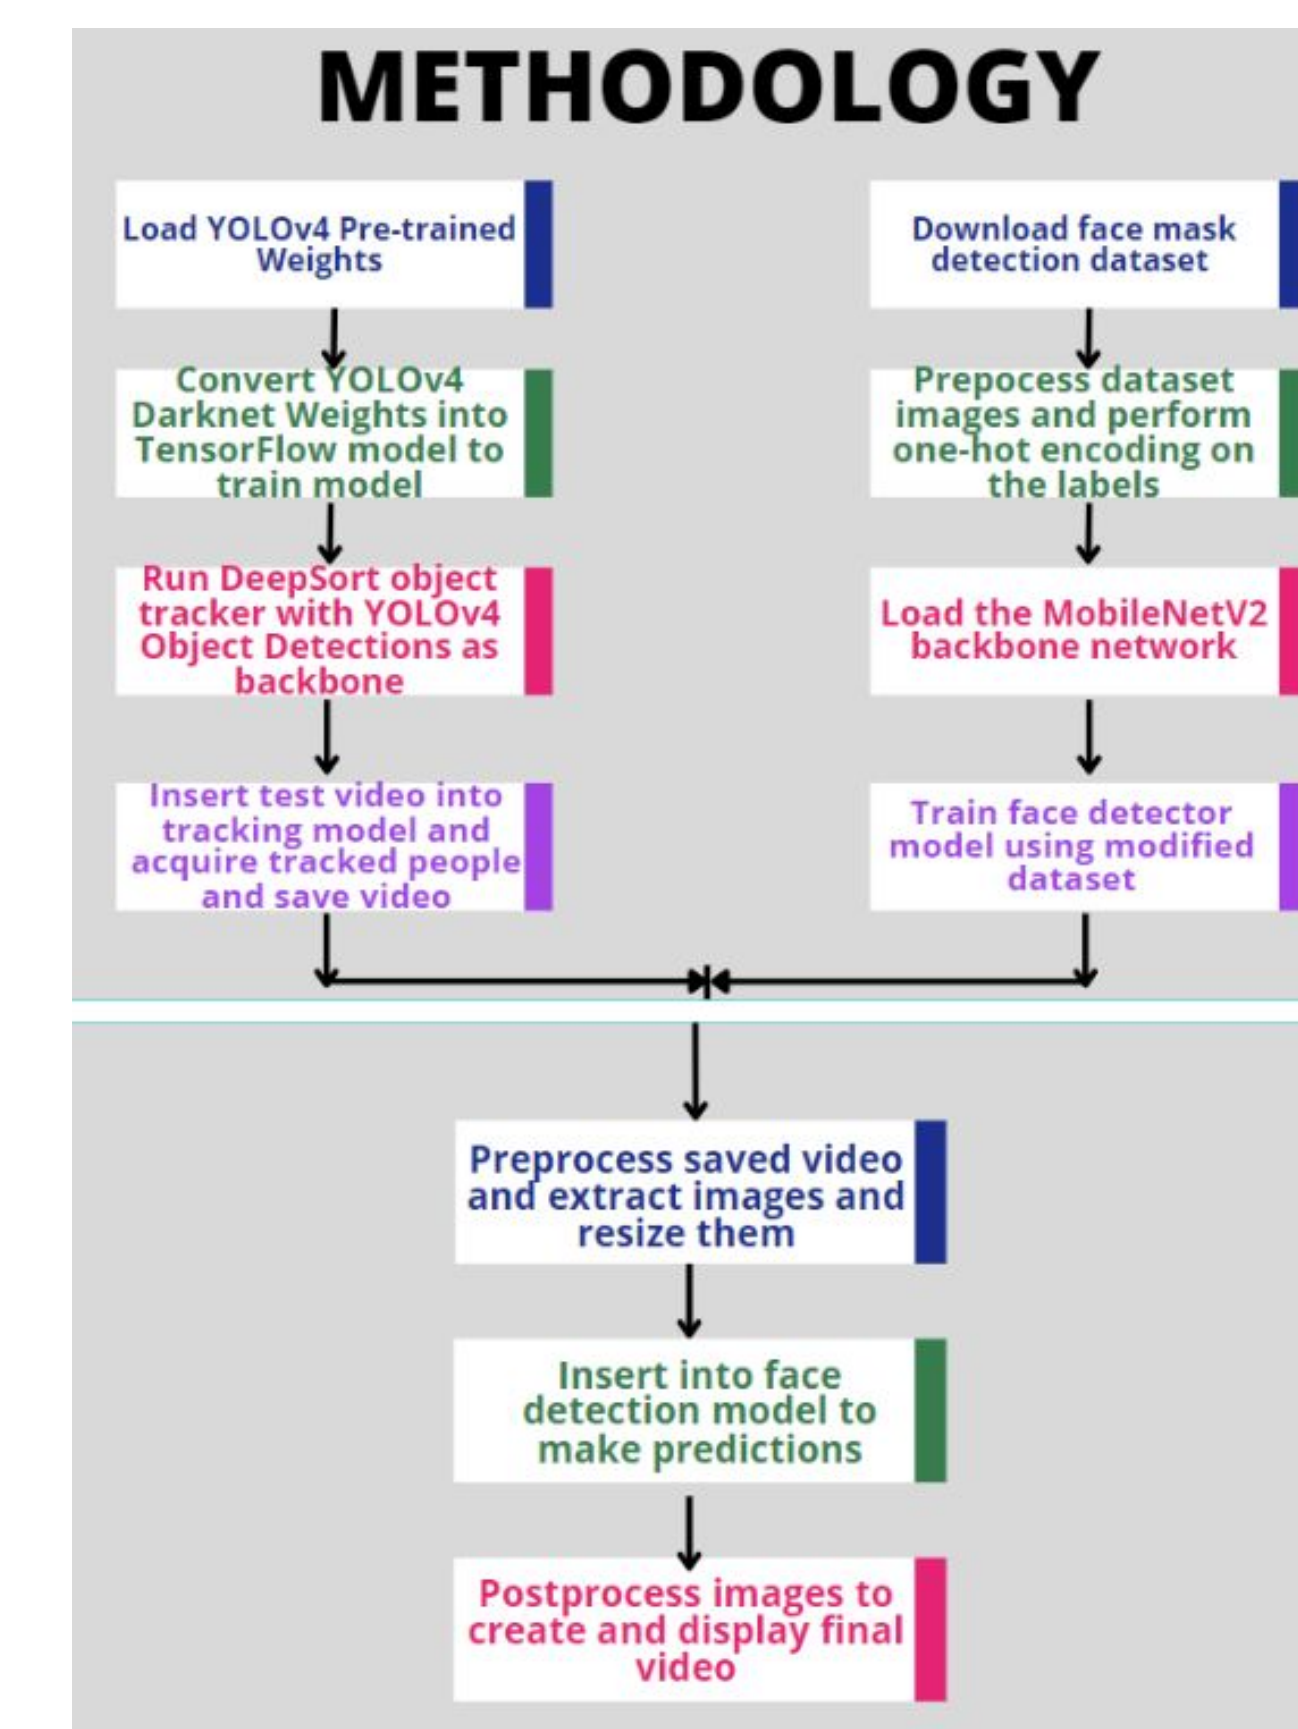 METHODOLOGY
Load YOLOv4 Pre-trained
Weights
Convert YOLOv4
Darknet Weights into
TensorFlow model to
train model
Run DeepSort object
tracker with YOLOv4
Object Detections as
backbone
Insert test video into
tracking model and
acquire tracked people
and save video
Download face mask
detection dataset
Prepocess dataset
images and perform
one-hot encoding on
the labels
Load the MobileNetV2
backbone network
Train face detector
model using modified
dataset
Preprocess saved video
and extract images and
resize them
Insert into face
detection model to
make predictions
Postprocess images to
create and display final
video